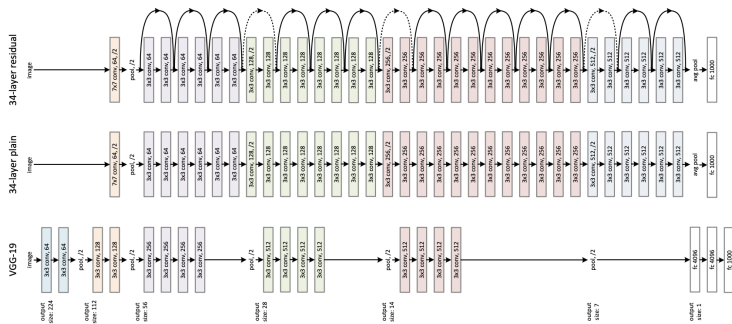 VGG-19
34-layer plain
34-layer residual
output
size: 224
output
size: 112
output
size: 56
output
size: 28
output
size: 14
output
size: 7
output
size: 1
image
3x3 conv, 64
3x3 conv, 64
pool, /2
3x3 conv, 128
3x3 conv, 128
pool, /2
3x3 conv, 256
3x3 conv, 256
3x3 conv, 256
3x3 conv, 256
pool, /2
3x3 conv, 512
3x3 conv, 512
3x3 conv, 512
3x3 conv, 512
pool, /2
3x3 conv, 512
3x3 conv, 512
3x3 conv, 512
3x3 conv, 512
pool, /2
fc 4096
fc 4096
fc 1000
image
7x7 conv, 64, /2
pool, /2
3x3 conv, 64
3x3 conv, 64
3x3 conv, 64
3x3 conv, 64
3x3 conv, 64
3x3 conv, 64
3x3 conv, 128, /2
3x3 conv, 128
3x3 conv, 128
3x3 conv, 128
3x3 conv, 128
3x3 conv, 128
3x3 conv, 128
3x3 conv, 128
3x3 conv, 256, /2
3x3 conv, 256
3x3 conv, 256
3x3 conv, 256
3x3 conv, 256
3x3 conv, 256
3x3 conv, 256
3x3 conv, 256
3x3 conv, 256
3x3 conv, 256
3x3 conv, 256
3x3 conv, 256
3x3 conv, 512, /2
3x3 conv, 512
3x3 conv, 512
3x3 conv, 512
3x3 conv, 512
3x3 conv, 512
avg pool
fc 1000
image
7x7 conv, 64, /2
pool, /2
3x3 conv, 64
3x3 conv, 64
3x3 conv, 64
3x3 conv, 64
3x3 conv, 64
3x3 conv, 64
3x3 conv, 128, /2
3x3 conv, 128
3x3 conv, 128
3x3 conv, 128
3x3 conv, 128
3x3 conv, 128
3x3 conv, 128
3x3 conv, 128
3x3 conv, 256, /2
3x3 conv, 256
3x3 conv, 256
3x3 conv, 256
3x3 conv, 256
3x3 conv, 256
3x3 conv, 256
3x3 conv, 256
3x3 conv, 256
3x3 conv, 256
3x3 conv, 256
3x3 conv, 256
3x3 conv, 512, /2
3x3 conv, 512
3x3 conv, 512
3x3 conv, 512
3x3 conv, 512
3x3 conv, 512
avg pool
fc 1000